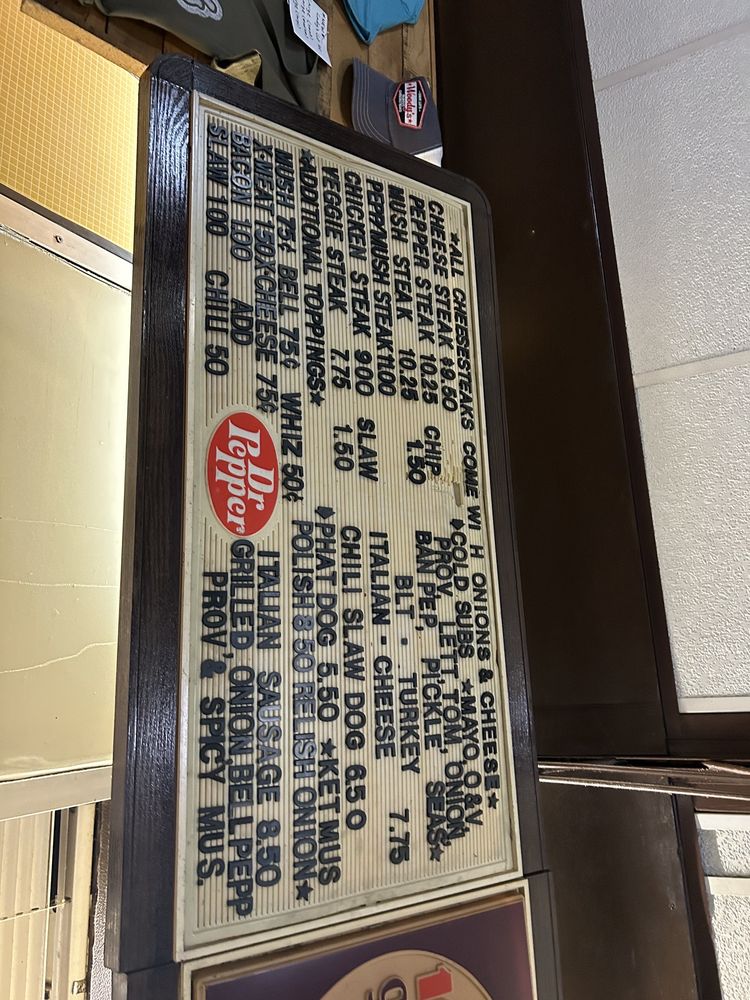 ★ALL CHEESESTEAKS COME WI H ONIONS & CHEESE★
CHEESE STEAK $9.50
PEPPER STEAK 10.25
MUSH STEAK 10.25
PEPP/MUSH STEAK 11.00
CHICKEN STEAK 9.00
VEGGIE STEAK 7.75
CHIP
1.50
SLAW
1.50
★ADDITIONAL TOPPINGS★
MUSH 75¢ BELL 75¢ WHIZ 50¢
X-MEAT 1.50 X-CHEESE 75¢
BACON 1.00 ADD
SLAW 1.00 CHILI 50
Dr
Pepper
♦COLD SUBS ★MAYO, O&V
PROV, LETT, TOM, ONION,
BAN PEP, PICKLE, SEAS★
BLT - TURKEY
ITALIAN - CHEESE 7.75
CHILI SLAW DOG 6.50
♦PHAT DOG 5.50 ★KET MUS
POLISH 8.50 RELISH ONION★
ITALIAN SAUSAGE 8.50
GRILLED, ONION BELL PEPP
PROV & SPICY MUS.
Woody's